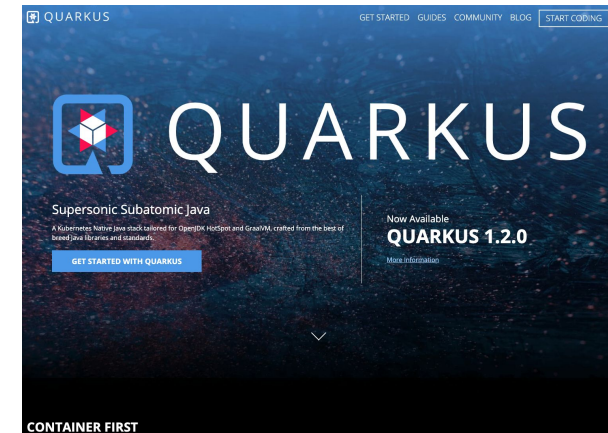 QUARKUS
GET STARTED GUIDES COMMUNITY BLOG START CODING
QUARKUS
Supersonic Subatomic Java
A Kubernetes Native Java stack tailored for OpenJDK HotSpot and GraalVM, crafted from the best of
breed Java libraries and standards.
GET STARTED WITH QUARKUS
Now Available
QUARKUS 1.2.0
More Information
CONTAINER FIRST